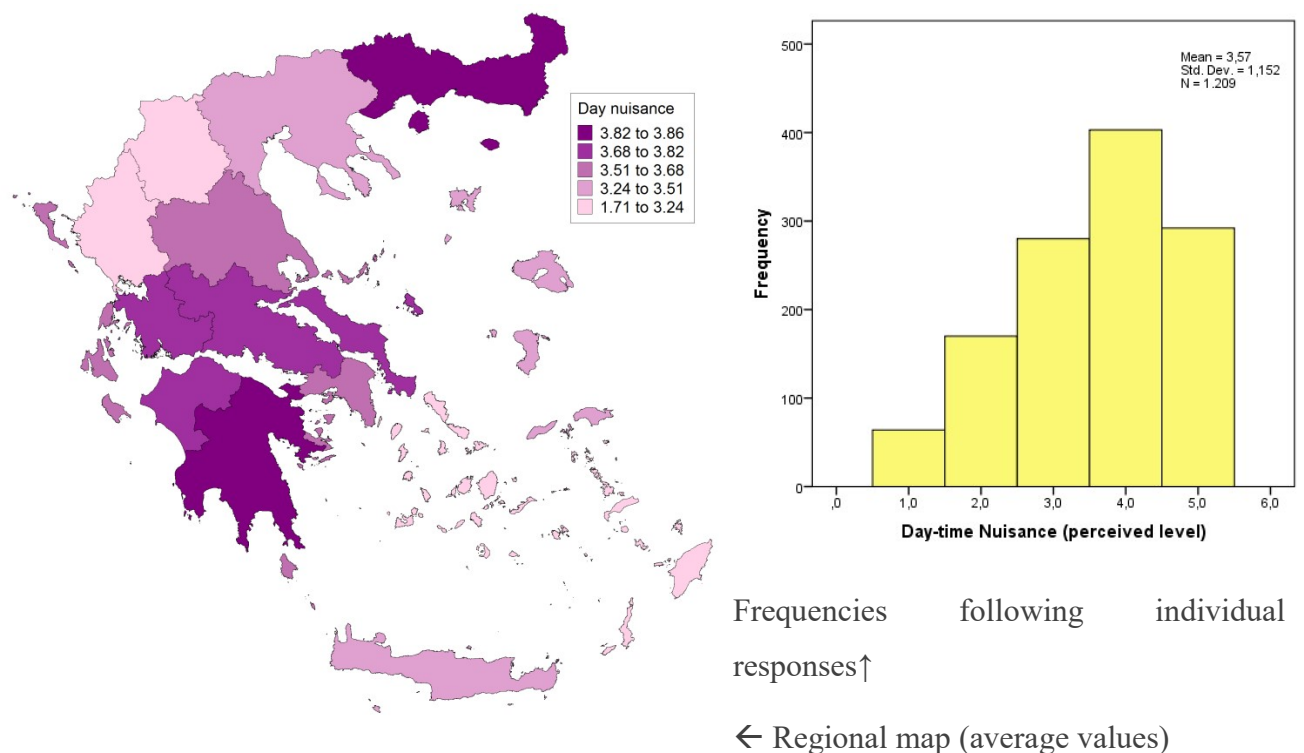 Day nuisance
3.82 to 3.86
3.68 to 3.82
3.51 to 3.68
3.24 to 3.51
1.71 to 3.24
Mean = 3,57
Std. Dev. = 1,152
N = 1.209
500
400
300
200
100
0
Frequency
,0 1,0 2,0 3,0 4,0 5,0 6,0
Day-time Nuisance (perceived level)
Frequencies following individual
responses↑
← Regional map (average values)